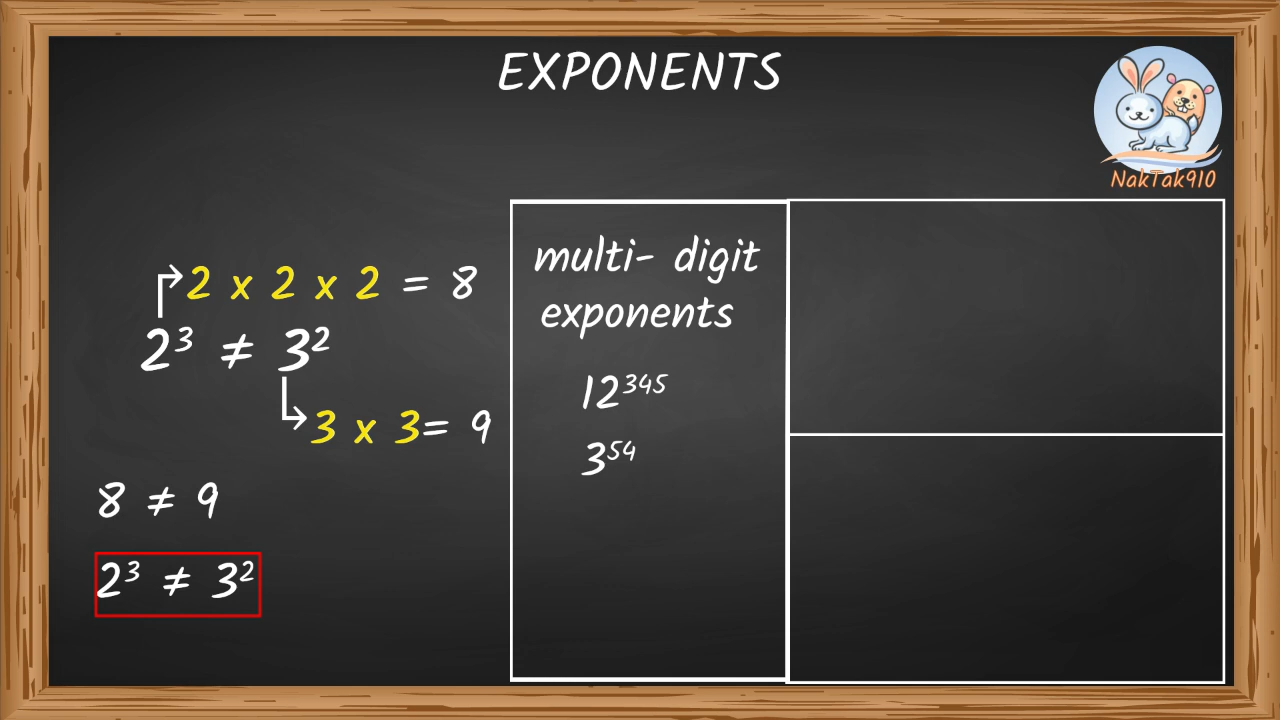 EXPONENTS
NakTak910
2 x 2 x 2 = 8
2³ ≠ 3²
3 x 3 = 9
8 ≠ 9
2³ ≠ 3²
multi- digit
exponents
12³⁴⁵
3⁵⁴